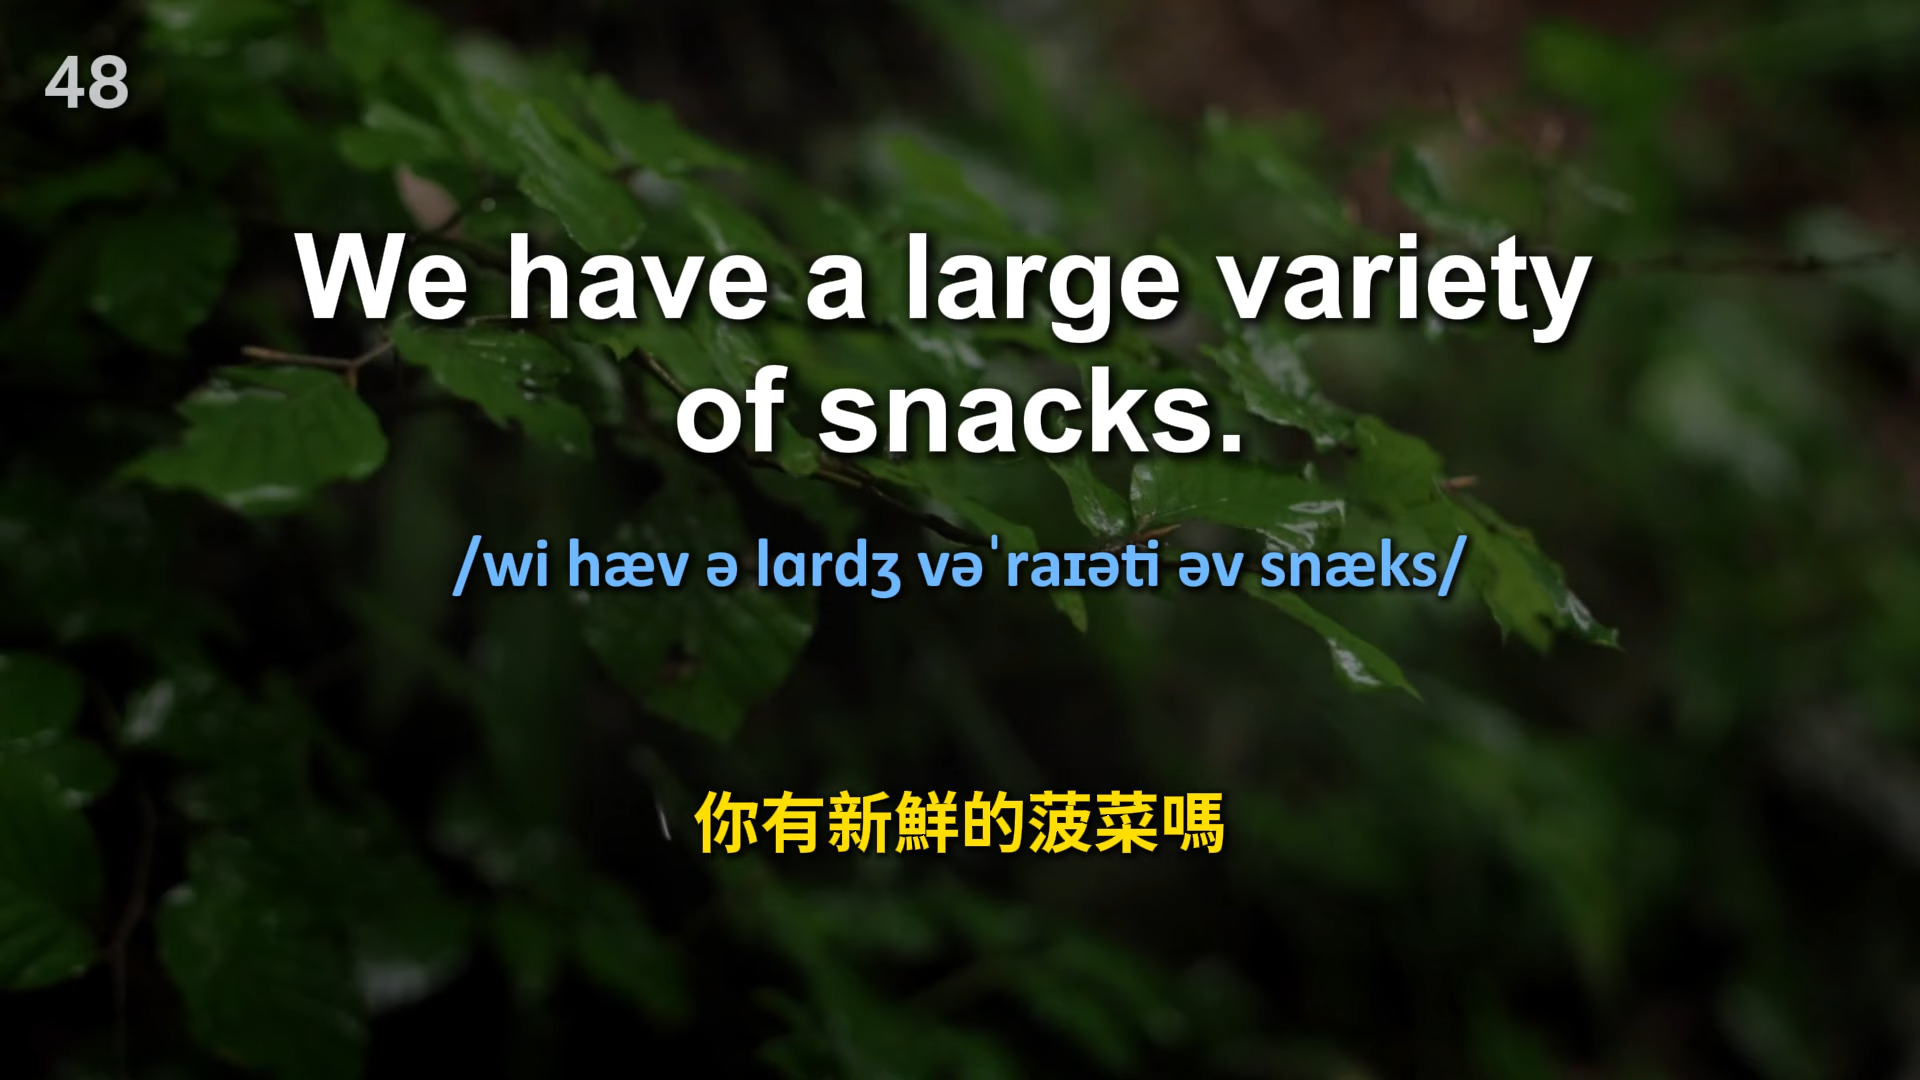 48
We have a large variety
of snacks.
/wi hæv ə lɑrdʒ vəˈraɪəti əv snæks/
你有新鮮的菠菜嗎